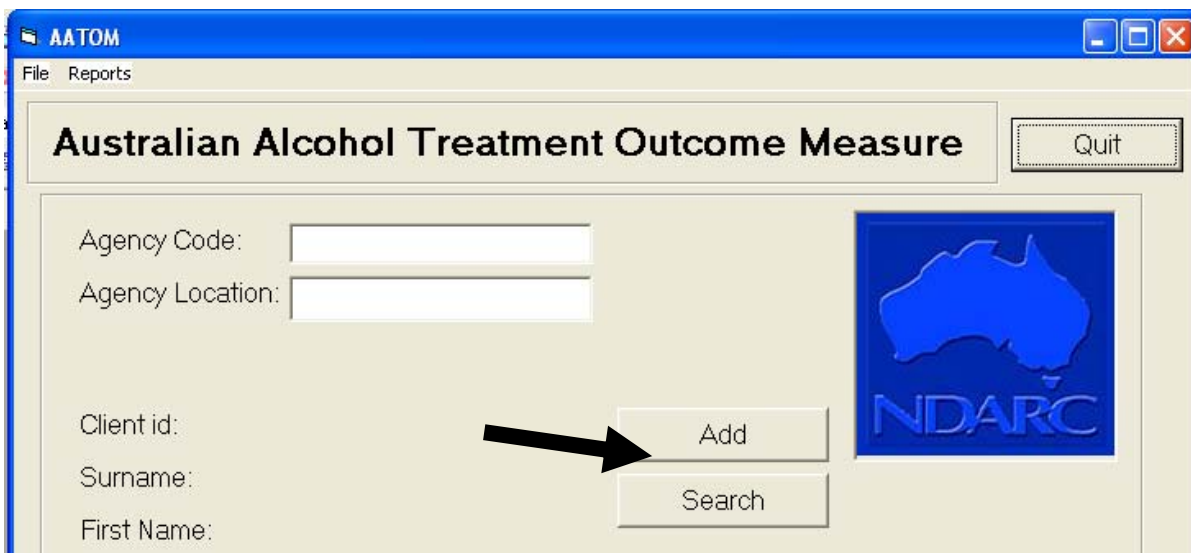 AATOM
File Reports
Australian Alcohol Treatment Outcome Measure
Quit
Agency Code:
Agency Location:
NDARC
Client id:
Add
Surname:
Search
First Name: